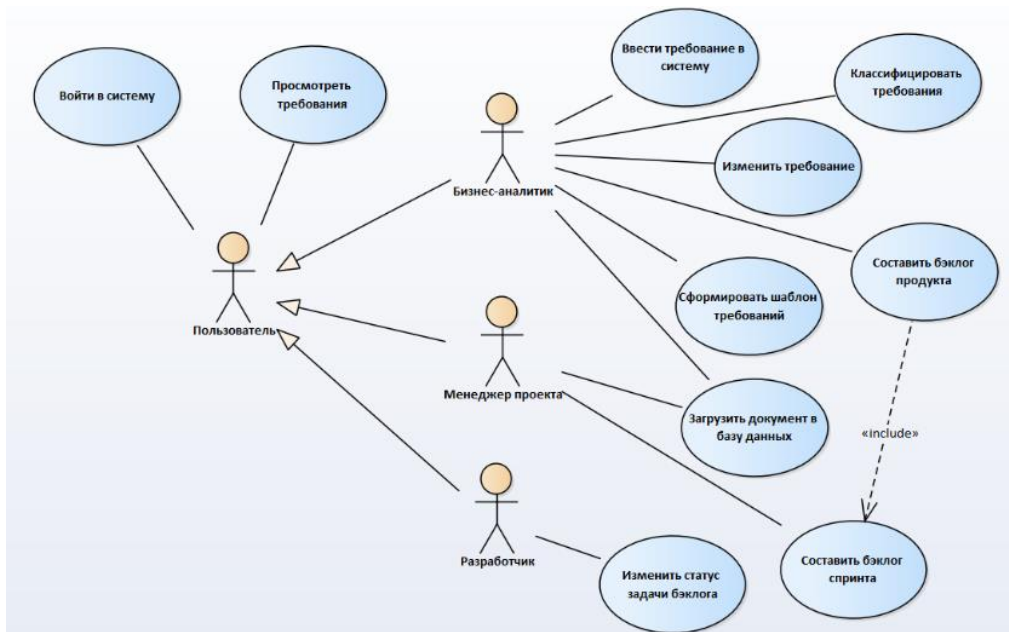 Войти в систему
Просмотреть
требования
Ввести требование в
систему
Классифицировать
требования
Бизнес-аналитик
Изменить требование
Пользователь
Составить бэклог
продукта
Сформировать шаблон
требований
Менеджер проекта
Загрузить документ в
базу данных
«include»
Разработчик
Изменить статус
задачи бэклога
Составить бэклог
спринта